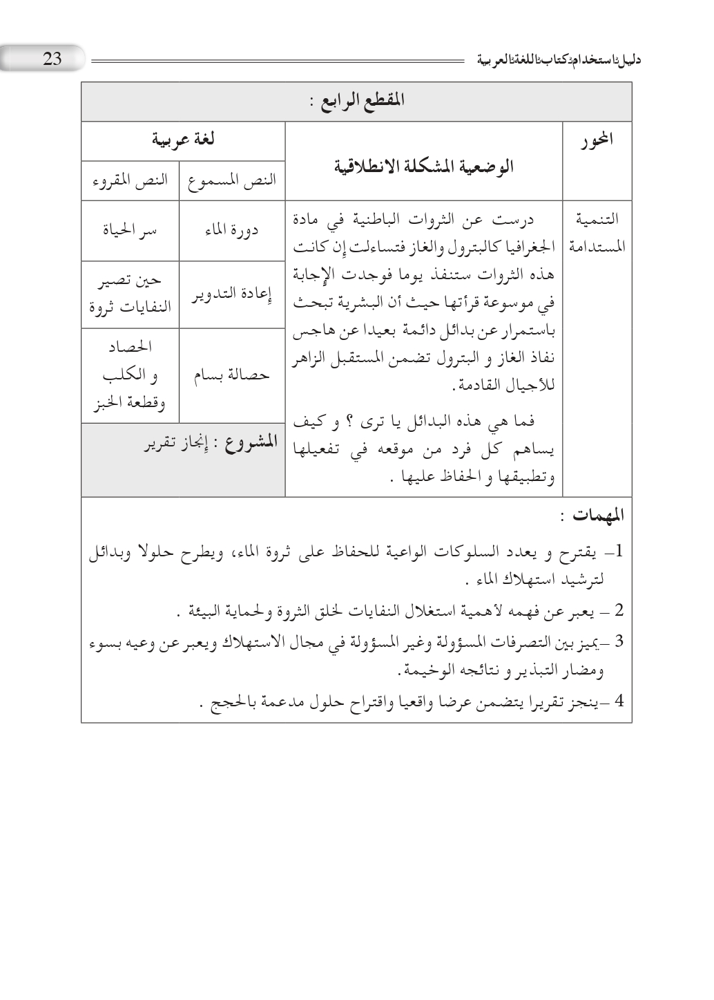 دليل استخدام كتاب اللغة العربية
23
المقطع الرابع :
المحور
الوضعية المشكلة الانطلاقية
لغة عربية
النص المسموع
النص المقروء
التنمية
المستدامة
درست عن الثروات الباطنية في مادة
الجغرافيا كالبترول والغاز فتساءلت إن كانت
هذه الثروات ستنفذ يوما فوجدت الإجابة
في موسوعة قرأتها حيث أن البشرية تبحث
باستمرار عن بدائل دائمة بعيدا عن هاجس
نفاذ الغاز و البترول تضمن المستقبل الزاهر
للأجيال القادمة.
فما هي هذه البدائل يا ترى ؟ و كيف
يساهم كل فرد من موقعه في تفعيلها
وتطبيقها و الحفاظ عليها .
دورة الماء
سر الحياة
إعادة التدوير
حين تصير
النفايات ثروة
حصالة بسام
الحصاد
و الكلب
وقطعة الخبز
المشروع : إنجاز تقرير
المهمات :
1– يقترح و يعدد السلوكات الواعية للحفاظ على ثروة الماء، ويطرح حلولا وبدائل
لترشيد استهلاك الماء .
2 – يعبر عن فهمه لأهمية استغلال النفايات لخلق الثروة ولحماية البيئة .
3 –يميز بين التصرفات المسؤولة وغير المسؤولة في مجال الاستهلاك ويعبر عن وعيه بسوء
ومضار التبذير و نتائجه الوخيمة.
4 –ينجز تقريرا يتضمن عرضا واقعيا واقتراح حلول مدعمة بالحجج .